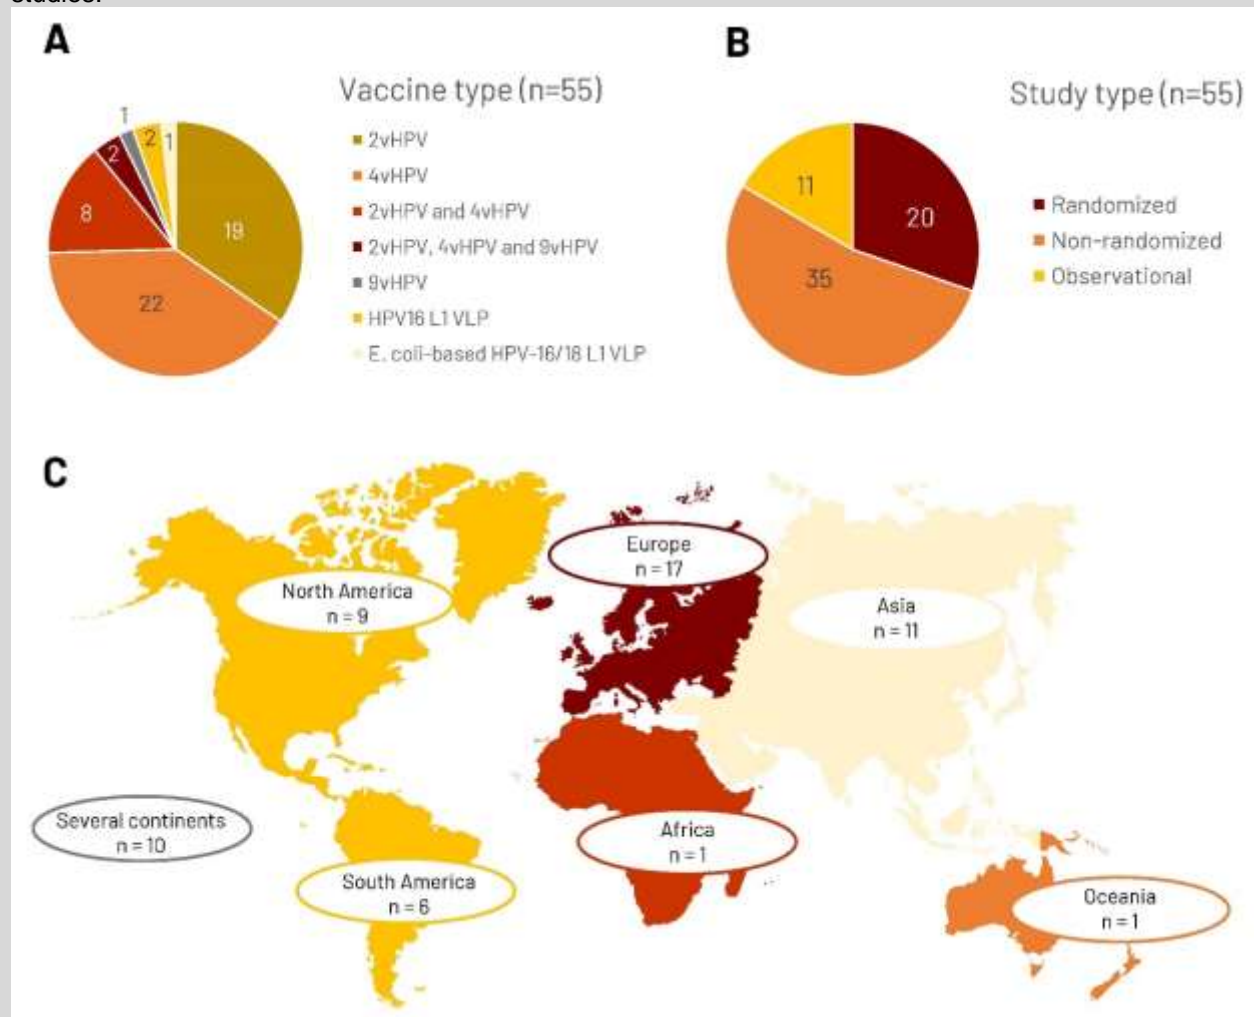 studies.
A
Vaccine type (n=55)
2vHPV
4vHPV
2vHPV and 4vHPV
2vHPV, 4vHPV and 9vHPV
9vHPV
HPV16 L1 VLP
E. coli-based HPV-16/18 L1 VLP
1
2
1
2
8
19
22
B
Study type (n=55)
Randomized
Non-randomized
Observational
11
20
35
C
Europe
n = 17
North America
n = 9
Asia
n = 11
Several continents
n = 10
Africa
n = 1
South America
n = 6
Oceania
n = 1